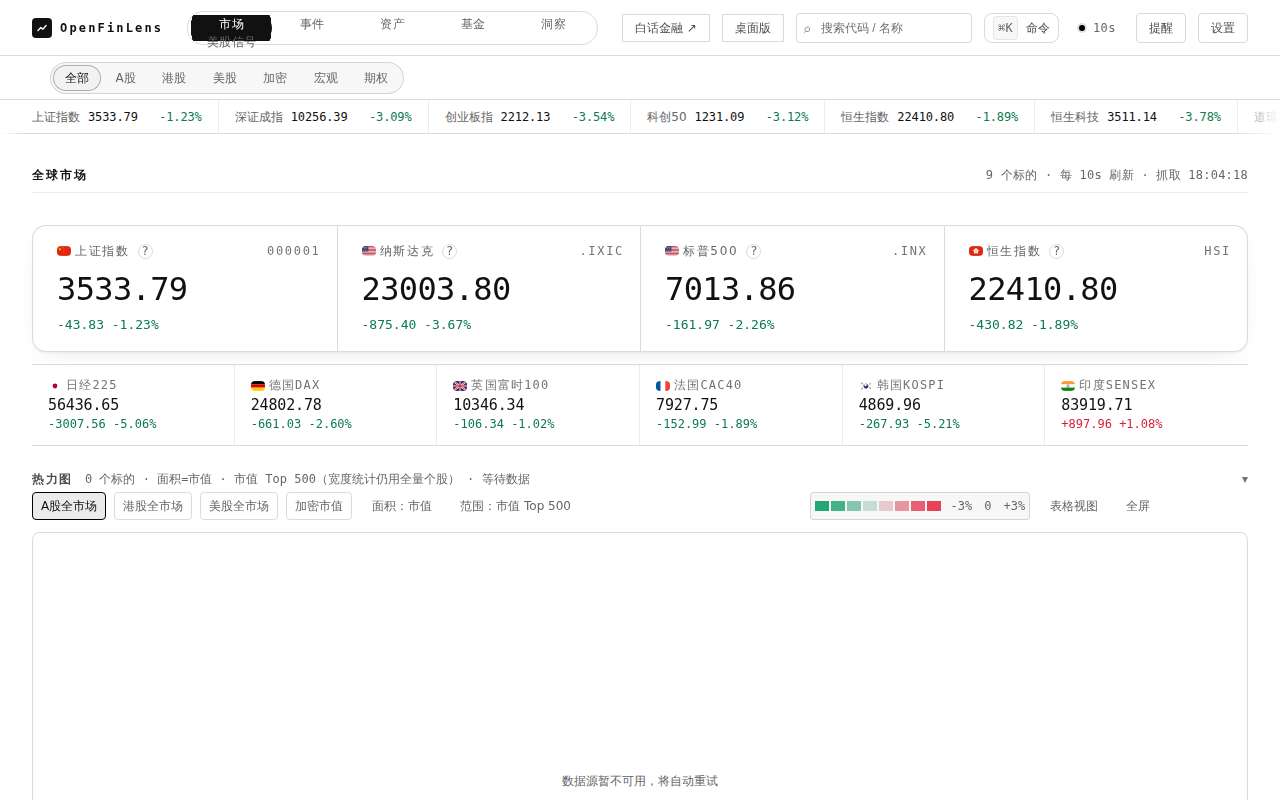 OpenFinLens
市场 事件 资产 基金 洞察
美股信号
白话金融 ↗ 桌面版 搜索代码 / 名称 ⌘K 命令 10s 提醒 设置
全部 A股 港股 美股 加密 宏观 期权
上证指数 3533.79 -1.23% 深证成指 10256.39 -3.09% 创业板指 2212.13 -3.54% 科创50 1231.09 -3.12% 恒生指数 22410.80 -1.89% 恒生科技 3511.14 -3.78% 道琼
全球市场 9 个标的 · 每 10s 刷新 · 抓取 18:04:18
上证指数 ? 000001 纳斯达克 ? .IXIC 标普500 ? .INX 恒生指数 ? HSI
3533.79 23003.80 7013.86 22410.80
-43.83 -1.23% -875.40 -3.67% -161.97 -2.26% -430.82 -1.89%
日经225 德国DAX 英国富时100 法国CAC40 韩国KOSPI 印度SENSEX
56436.65 24802.78 10346.34 7927.75 4869.96 83919.71
-3007.56 -5.06% -661.03 -2.60% -106.34 -1.02% -152.99 -1.89% -267.93 -5.21% +897.96 +1.08%
热力图 0 个标的 · 面积=市值 · 市值 Top 500（宽度统计仍用全量个股） · 等待数据 ▾
A股全市场 港股全市场 美股全市场 加密市值 面积：市值 范围：市值 Top 500 -3% 0 +3% 表格视图 全屏
数据源暂不可用，将自动重试